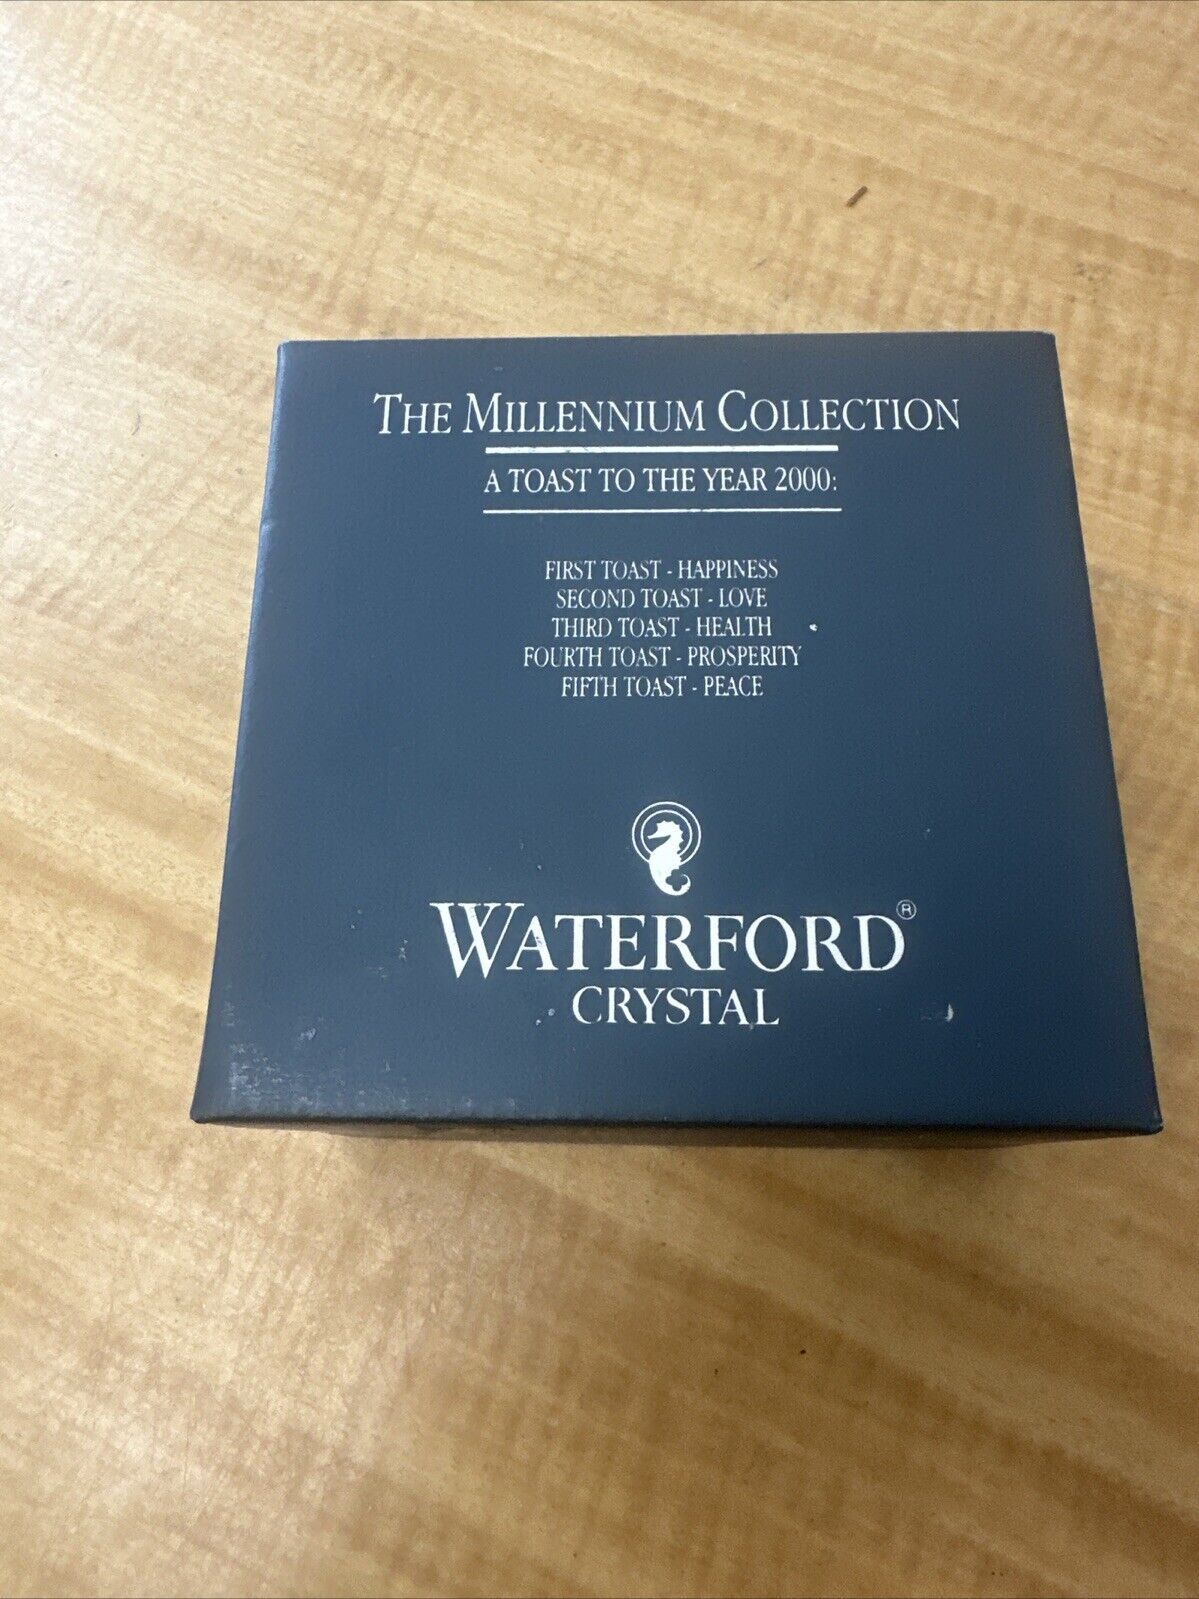 THE MILLENNIUM COLLECTION
A TOAST TO THE YEAR 2000:
FIRST TOAST - HAPPINESS
SECOND TOAST - LOVE
THIRD TOAST - HEALTH
FOURTH TOAST - PROSPERITY
FIFTH TOAST - PEACE
WATERFORD®
CRYSTAL